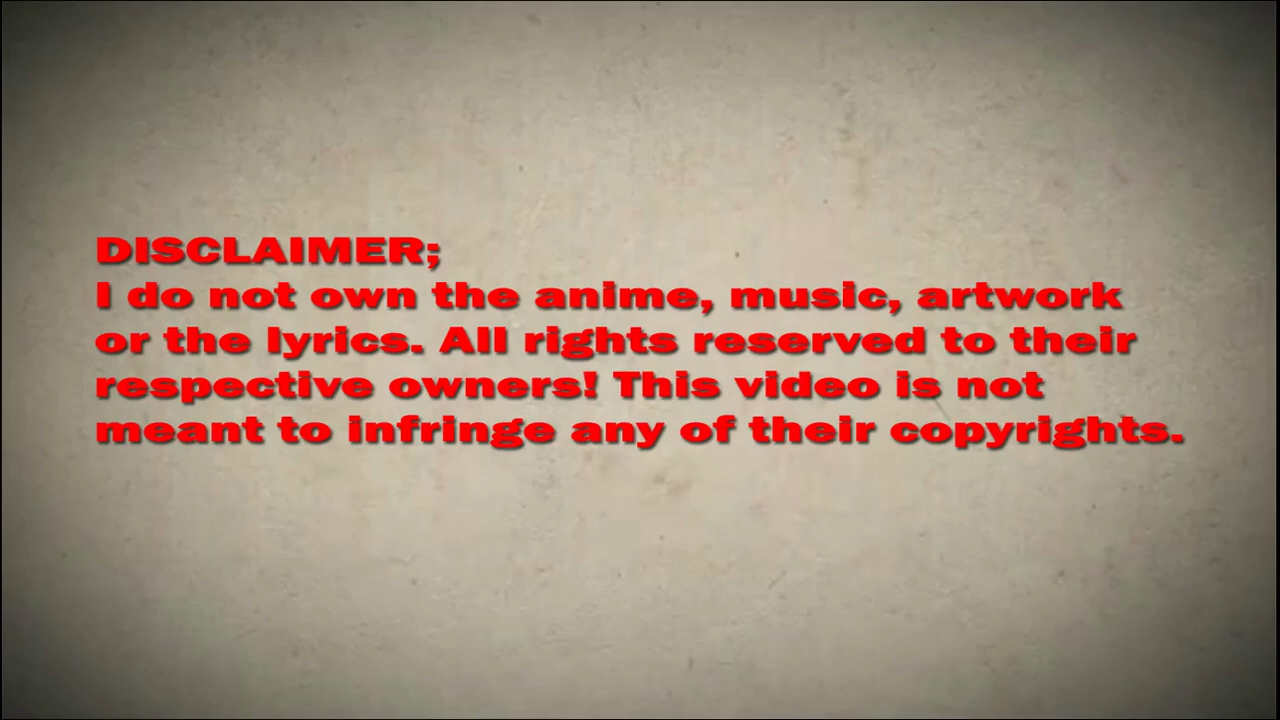 DISCLAIMER;
I do not own the anime, music, artwork
or the lyrics. All rights reserved to their
respective owners! This video is not
meant to infringe any of their copyrights.